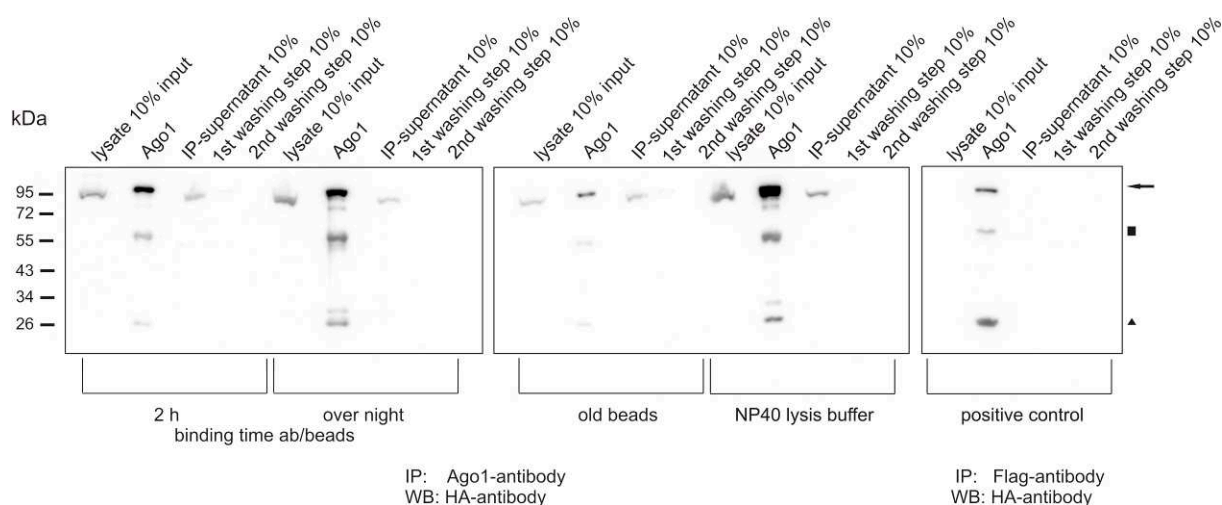 kDa
lysate 10% input
Ago1
IP-supernatant 10%
1st washing step 10%
2nd washing step 10%
lysate 10% input
Ago1
IP-supernatant 10%
1st washing step 10%
2nd washing step 10%
lysate 10% input
Ago1
IP-supernatant 10%
1st washing step 10%
2nd washing step 10%
lysate 10% input
Ago1
IP-supernatant 10%
1st washing step 10%
2nd washing step 10%
lysate 10% input
Ago1
IP-supernatant 10%
1st washing step 10%
2nd washing step 10%
95
72
55
43
34
26
2 h
over night
binding time ab/beads
old beads
NP40 lysis buffer
positive control
IP: Ago1-antibody
WB: HA-antibody
IP: Flag-antibody
WB: HA-antibody